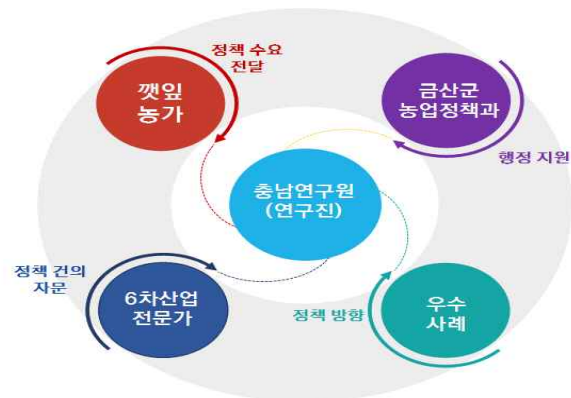 정책 수요
전달
깻잎
농가
금산군
농업정책과
행정 지원
충남연구원
(연구진)
정책 건의
자문
6차산업
전문가
정책 방향
우수
사례